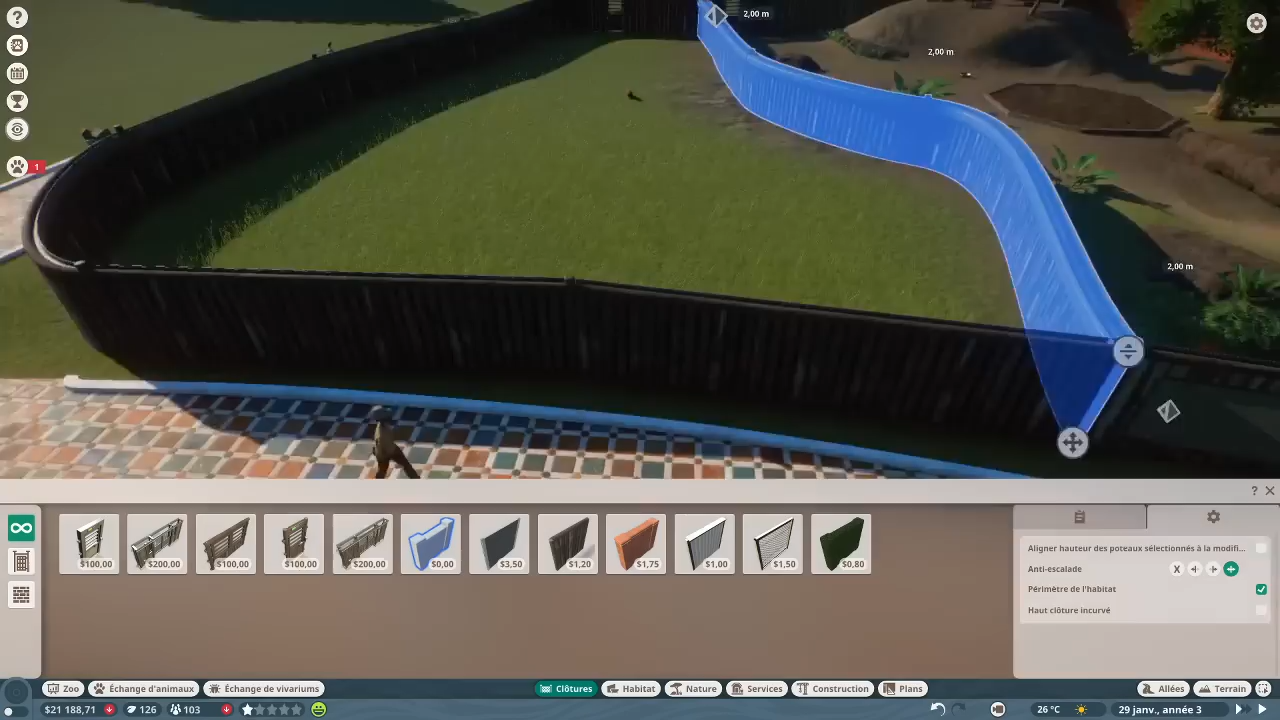 2,00 m
2,00 m
2,00 m
1
$100,00
$200,00
$100,00
$100,00
$200,00
$0,00
$3,50
$1,20
$1,75
$1,00
$1,50
$0,80
?
Aligner hauteur des poteaux sélectionnés à la modifi...
Anti-escalade
Périmètre de l'habitat
Haut clôture incurvé
Zoo
Échange d'animaux
Échange de vivariums
Clôtures
Habitat
Nature
Services
Construction
Plans
Allées
Terrain
$21 188,71
126
103
26 °C
29 janv., année 3